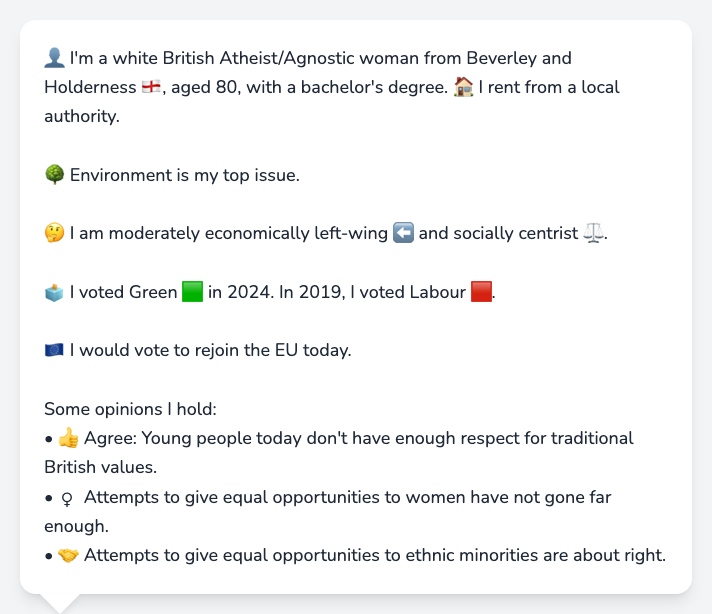 👤 I'm a white British Atheist/Agnostic woman from Beverley and
Holderness 🏴󠁧󠁢󠁥󠁮󠁧󠁿, aged 80, with a bachelor's degree. 🏠 I rent from a local
authority.
🌳 Environment is my top issue.
🤔 I am moderately economically left-wing ⬅️ and socially centrist ⚖️.
🗳️ I voted Green 🟩 in 2024. In 2019, I voted Labour 🟥.
🇪🇺 I would vote to rejoin the EU today.
Some opinions I hold:
• 👍 Agree: Young people today don't have enough respect for traditional
British values.
• ♀ Attempts to give equal opportunities to women have not gone far
enough.
• 🤝 Attempts to give equal opportunities to ethnic minorities are about right.